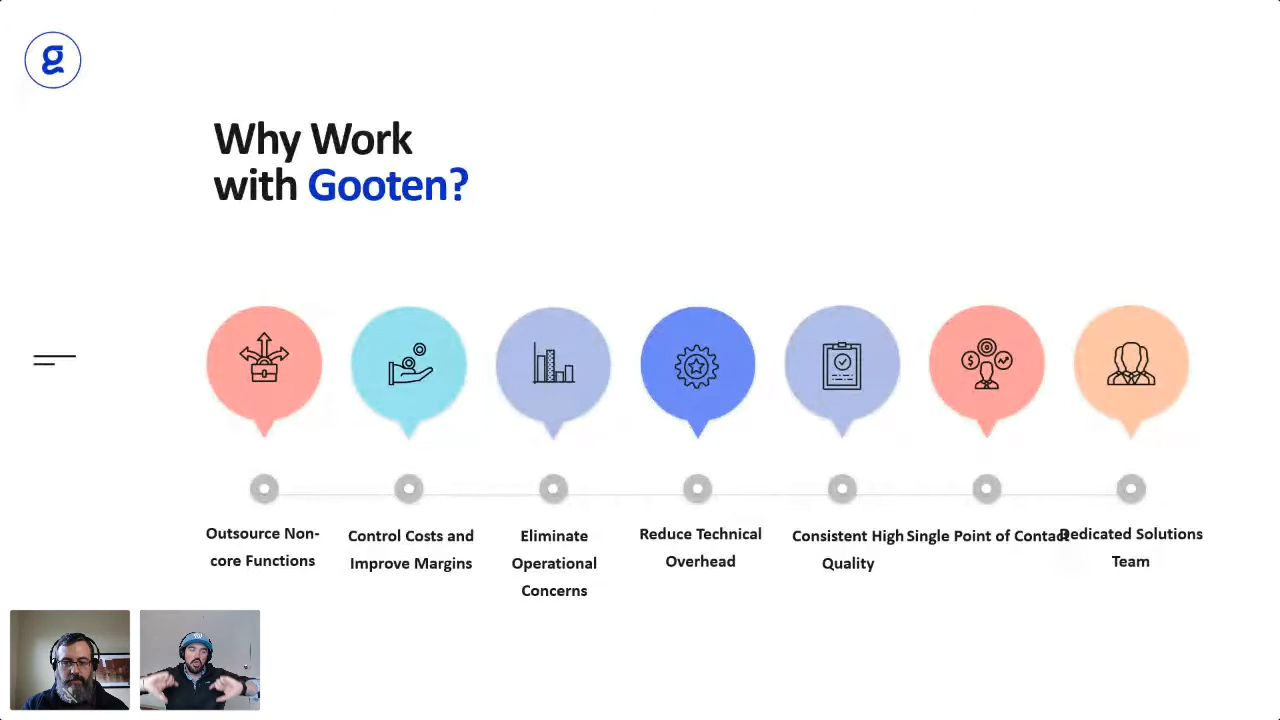 g
Why Work
with Gooten?
Outsource Non-
core Functions
Control Costs and
Improve Margins
Eliminate
Operational
Concerns
Reduce Technical
Overhead
Consistent High
Quality
Single Point of Contact
Dedicated Solutions
Team